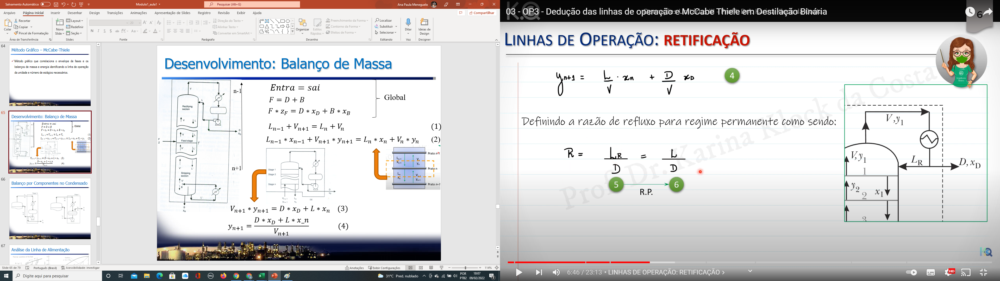 Salvamento Automático
Modulo1_aula1
Pesquisar (Alt+G)
Ana Paula Meneguelo
Arquivo Página Inicial Inserir Desenhar Design Transições Animações Apresentação de Slides Registro Revisão Exibir Ajuda
Compartilhar
Colar
Recortar
Copiar
Pincel de Formatação
Área de Transferência
Novo Slide
Layout
Redefinir
Seção
Slides
Fonte
Direção do Texto
Alinhar Texto
Converter em SmartArt
Parágrafo
Organizar
Estilos Rápidos
Preenchimento da Forma
Contorno da Forma
Efeitos de Forma
Desenho
Localizar
Substituir
Selecionar
Editando
Ditar
Voz
Ideias de Design
Designer
64
Método Gráfico – McCabe-Thiele
✓ Método gráfico que correlaciona o envelope de fases e os
balanços de massa e energia identificando a linha de operação
da unidade e número de estágios necessários.
65
Desenvolvimento: Balanço de Massa
66
Balanço por Componentes no Condensado
67
Análise da Linha de Alimentação
Desenvolvimento: Balanço de Massa
Entra = sai
F = D + B
F ∗ z_F = D ∗ x_D + B ∗ x_B
Global
L_{n−1} + V_{n+1} = L_n + V_n (1)
L_{n−1} ∗ x_{n−1} + V_{n+1} ∗ y_{n+1} = L_n ∗ x_n + V_n ∗ y_n (2)
n-1
n+1
Rectifying section
Feed stage
Stripping section
Stage 1
Stage 2
Stage n
(a)
Prato n
Prato n+1
V_{n+1} ∗ y_{n+1} = D ∗ x_D + L ∗ x_n (3)
y_{n+1} = (D ∗ x_D + L ∗ x_n) / V_{n+1} (4)
Slide 65 de 79 Português (Brasil) Acessibilidade: investigar
Anotações Exibir Configurações 114%
Digite aqui para pesquisar
31°C Pred. nublado
POR
PTB2
18:07
09/02/2022
03 - OP3 - Dedução das linhas de operação e McCabe Thiele em Destilação Binária
6
LINHAS DE OPERAÇÃO: RETIFICAÇÃO
y_{n+1} = L/V · x_n + D/V x_D 4
Definindo a razão de refluxo para regime permanente como sendo:
R = L_R/D = L/D
5 6
R.P.
V, y_1
V, y_1
L_R
D, x_D
1
y_2
2
x_1
3
Prof. Dr. Karina Klock da Costa
6:46 / 23:13 • LINHAS DE OPERAÇÃO: RETIFICAÇÃO
HD